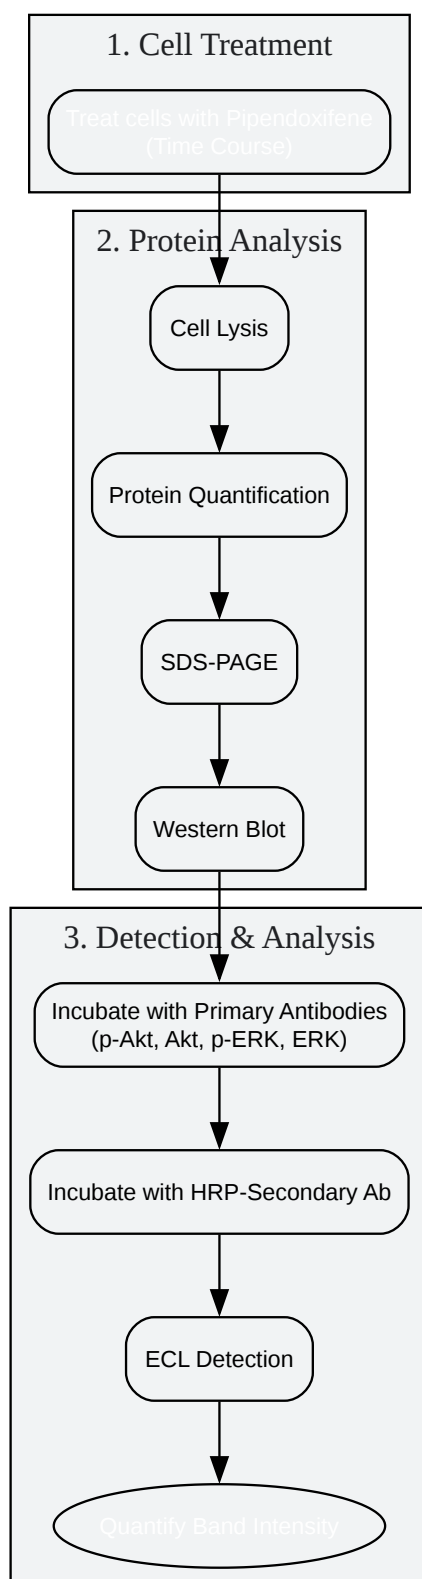 1. Cell Treatment
Treat cells with Pipendoxifene
(Time Course)
2. Protein Analysis
Cell Lysis
Protein Quantification
SDS-PAGE
Western Blot
3. Detection & Analysis
Incubate with Primary Antibodies
(p-Akt, Akt, p-ERK, ERK)
Incubate with HRP-Secondary Ab
ECL Detection
Quantify Band Intensity